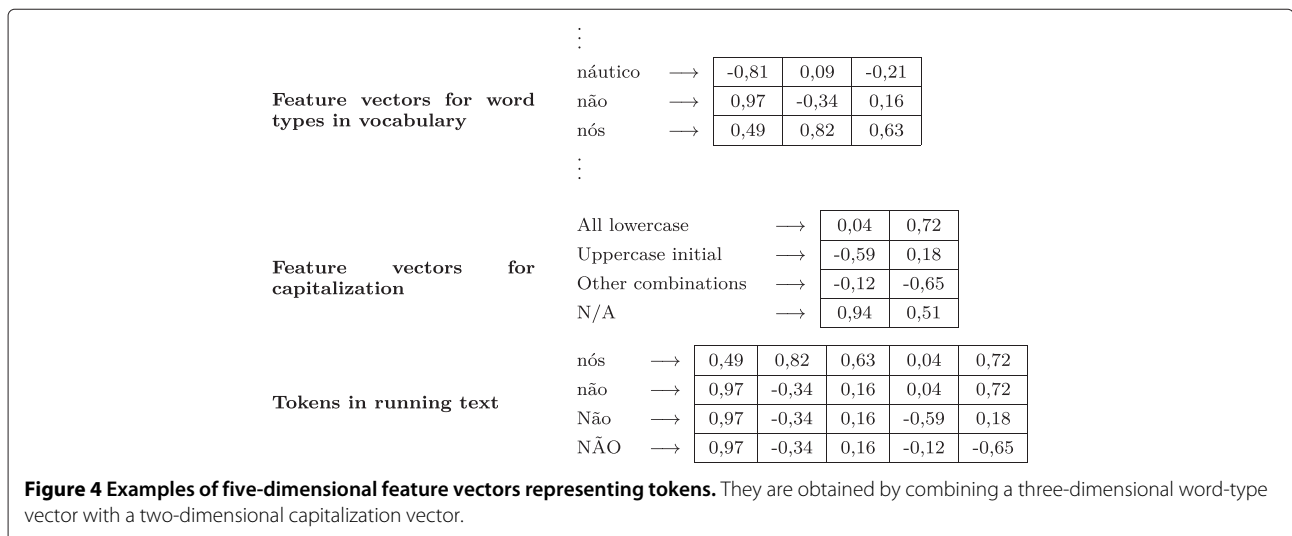 ⋮
náutico ⟶ -0,81 0,09 -0,21
Feature vectors for word
types in vocabulary
não ⟶ 0,97 -0,34 0,16
nós ⟶ 0,49 0,82 0,63
⋮
All lowercase ⟶ 0,04 0,72
Uppercase initial ⟶ -0,59 0,18
Feature vectors for
capitalization
Other combinations ⟶ -0,12 -0,65
N/A ⟶ 0,94 0,51
nós ⟶ 0,49 0,82 0,63 0,04 0,72
não ⟶ 0,97 -0,34 0,16 0,04 0,72
Tokens in running text
Não ⟶ 0,97 -0,34 0,16 -0,59 0,18
NÃO ⟶ 0,97 -0,34 0,16 -0,12 -0,65
Figure 4 Examples of five-dimensional feature vectors representing tokens. They are obtained by combining a three-dimensional word-type
vector with a two-dimensional capitalization vector.